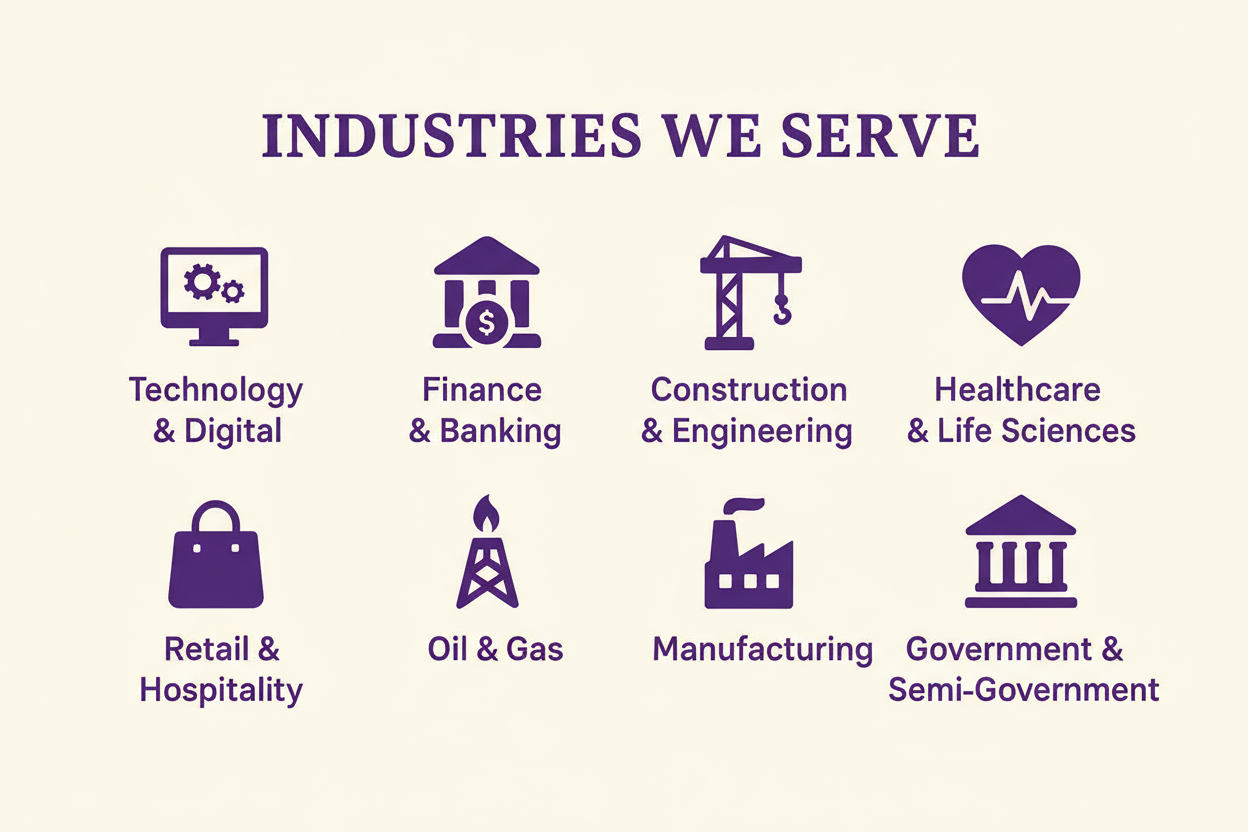 INDUSTRIES WE SERVE
$
Technology
& Digital
Finance
& Banking
Construction
& Engineering
Healthcare
& Life Sciences
Retail &
Hospitality
Oil & Gas
Manufacturing
Government &
Semi-Government